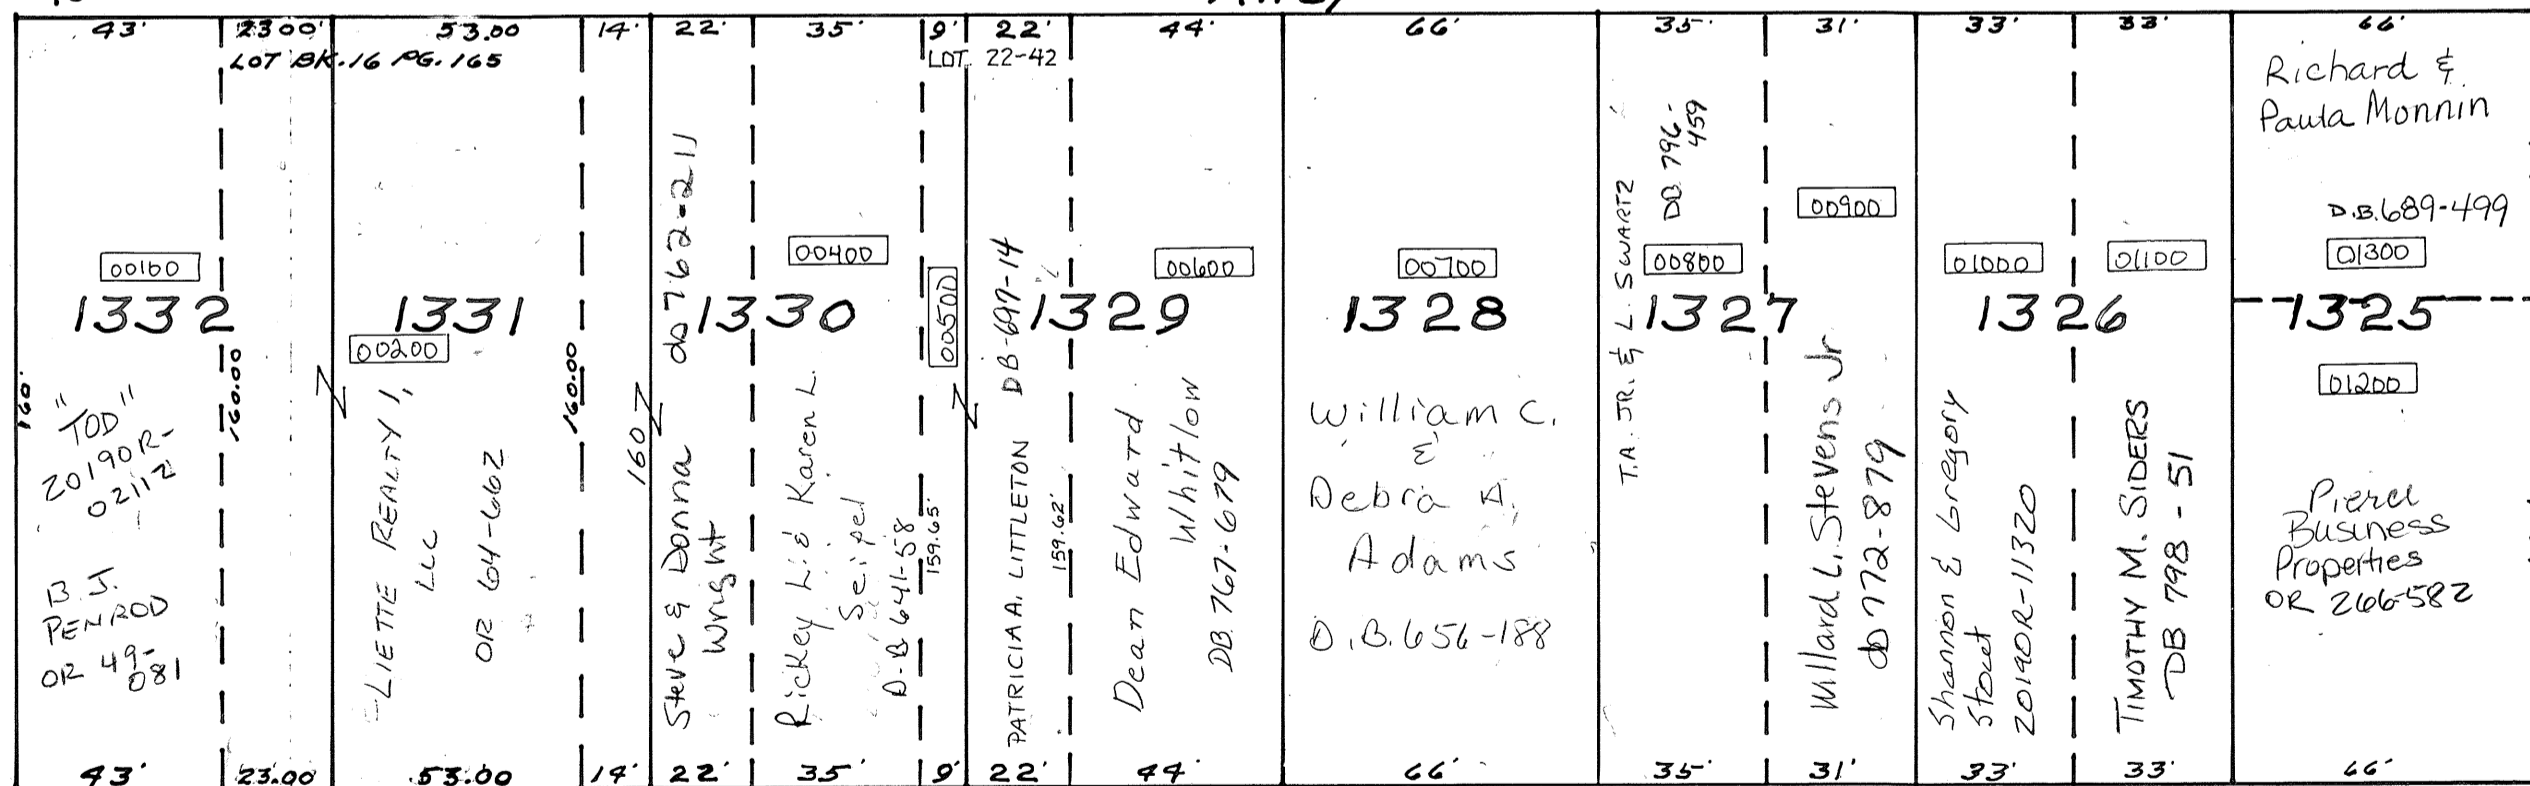 43' 23.00' 53.00 14' 22' 35' 9' 22' 44' 66' 35' 31' 33' 33' 66'
LOT BK.16 PG.165
LOT 22-42
00100
1332
160'
160.00
"TOD"
20190R-
02112
B.J.
PENROD
OR 49-
081
1331
00200
160.00
LIETTE REALTY 1,
LLC
OR 64-662
160
Steve & Donna db 762-211
Wright
1330
00400
Rickey L. & Karen L.
Seipel
D.B 641-58
159.65'
00500
PATRICIA A. LITTLETON DB-697-14
159.62'
1329
00600
Dean Edward
Whitlow
DB 767-679
00700
1328
William C.
&
Debra A.
Adams
D.B.656-188
T.A. JR. & L. SWARTZ
DB 796-
459
00800
1327
00900
Willard L. Stevens Jr
db 772-879
01000
1326
Shannon & Gregory
20190R-11320
01100
TIMOTHY M. SIDERS
DB 798-51
Richard &
Paula Monnin
D.B.689-499
01300
1325
01200
Pierce
Business
Properties
OR 266-582
43' 23.00 53.00 14' 22' 35' 9' 22' 44' 66' 35' 31' 33' 33' 66'